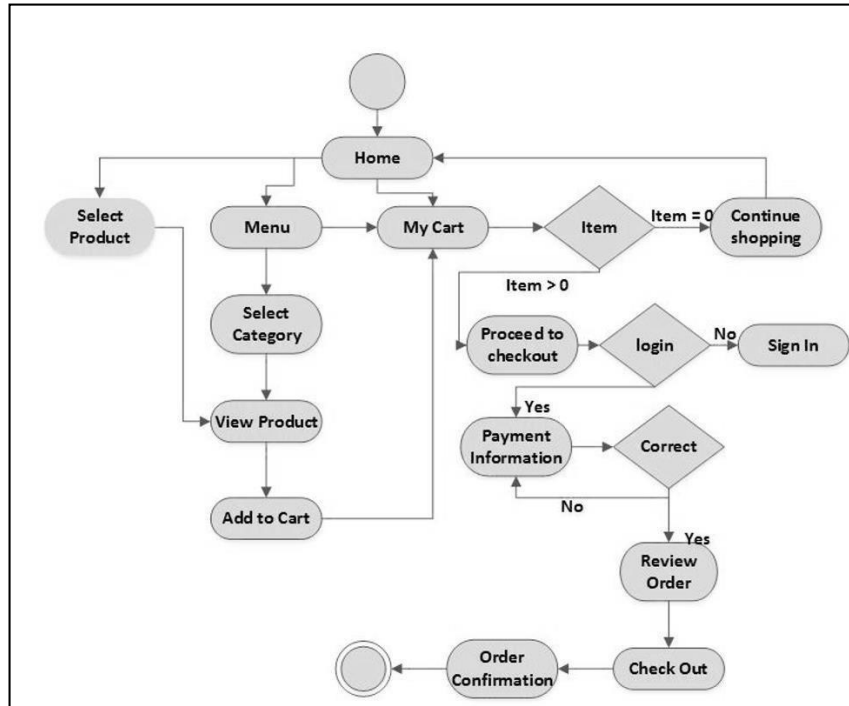 Home
Select
Product
Menu
My Cart
Item
Item = 0
Continue
shopping
Item > 0
Select
Category
Proceed to
checkout
login
No
Sign In
Yes
View Product
Payment
Information
Correct
No
Add to Cart
Yes
Review
Order
Order
Confirmation
Check Out